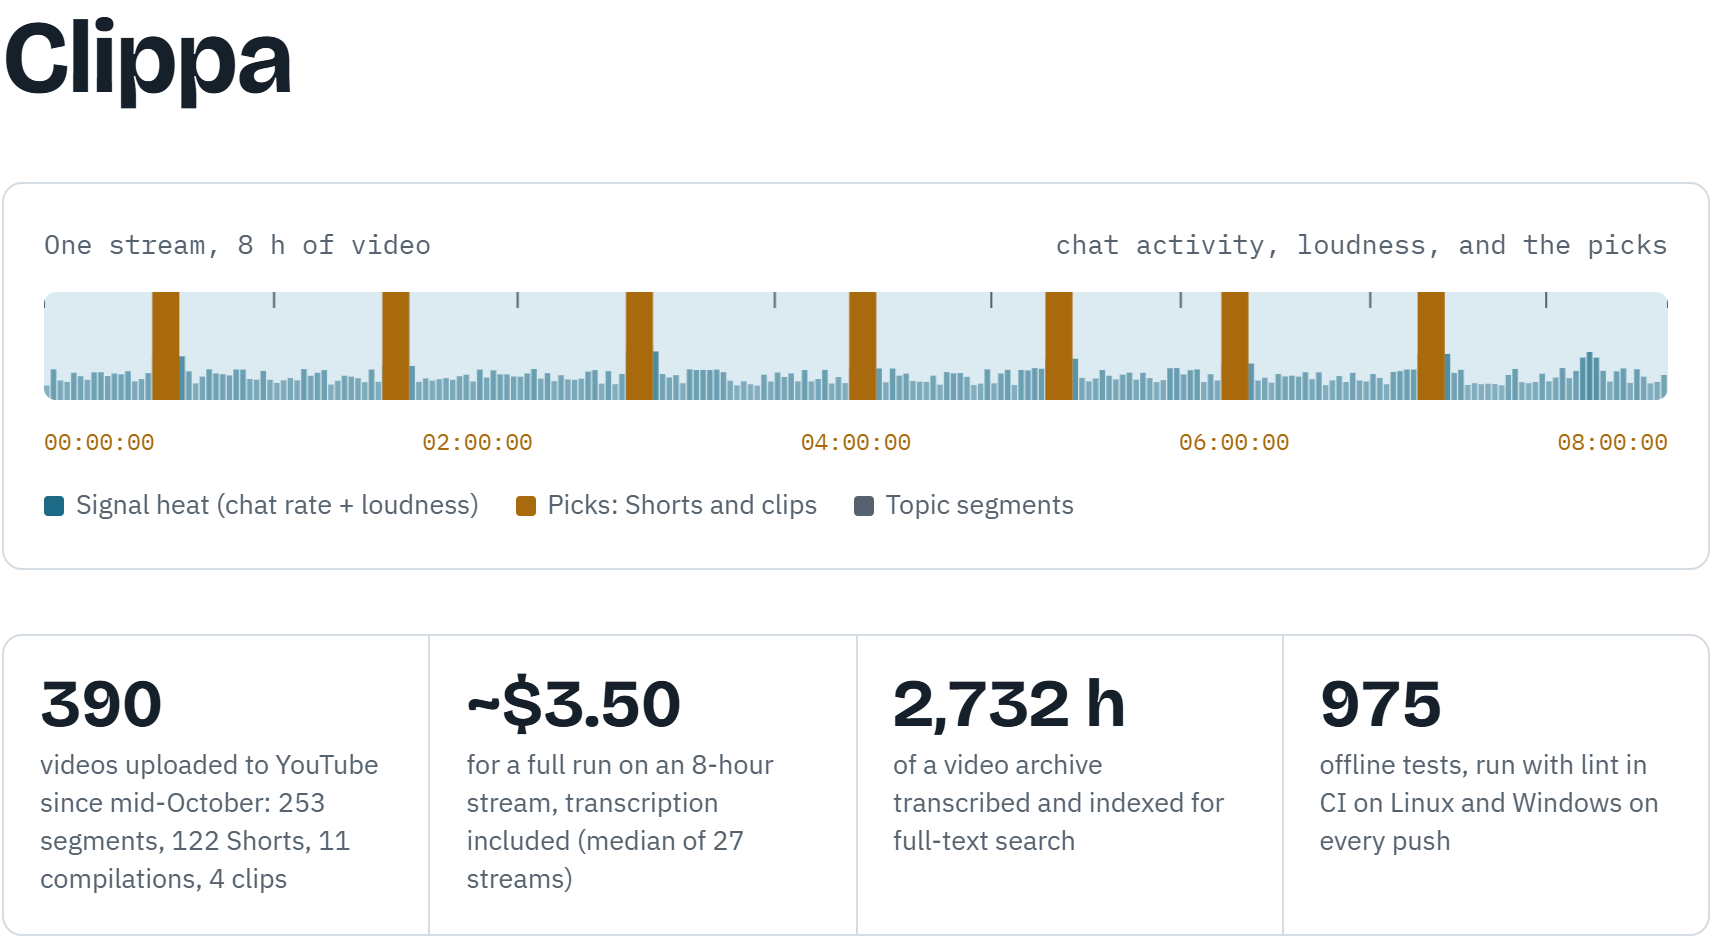 Clippa
One stream, 8 h of video
chat activity, loudness, and the picks
00:00:00
02:00:00
04:00:00
06:00:00
08:00:00
Signal heat (chat rate + loudness)
Picks: Shorts and clips
Topic segments
390
videos uploaded to YouTube
since mid-October: 253
segments, 122 Shorts, 11
compilations, 4 clips
~$3.50
for a full run on an 8-hour
stream, transcription
included (median of 27
streams)
2,732 h
of a video archive
transcribed and indexed for
full-text search
975
offline tests, run with lint in
CI on Linux and Windows on
every push